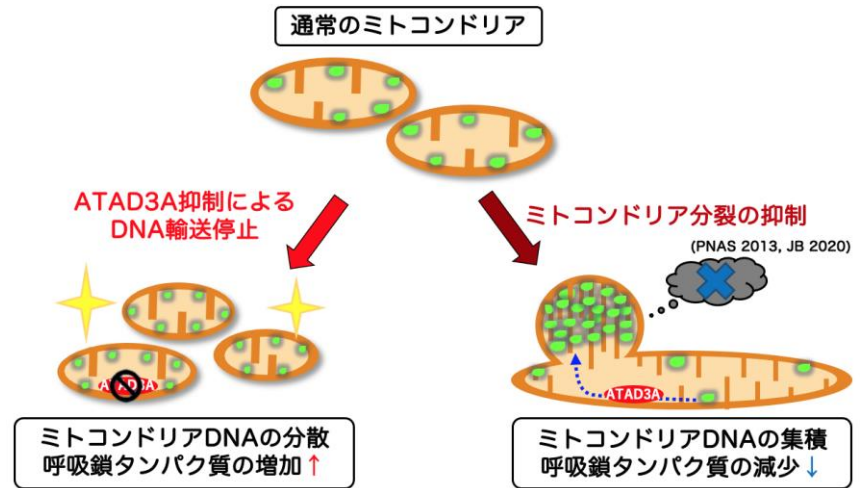 通常のミトコンドリア
ATAD3A抑制による
DNA輸送停止
ミトコンドリア分裂の抑制
(PNAS 2013, JB 2020)
ATAD3A
ATAD3A
ミトコンドリアDNAの分散
呼吸鎖タンパク質の増加↑
ミトコンドリアDNAの集積
呼吸鎖タンパク質の減少↓